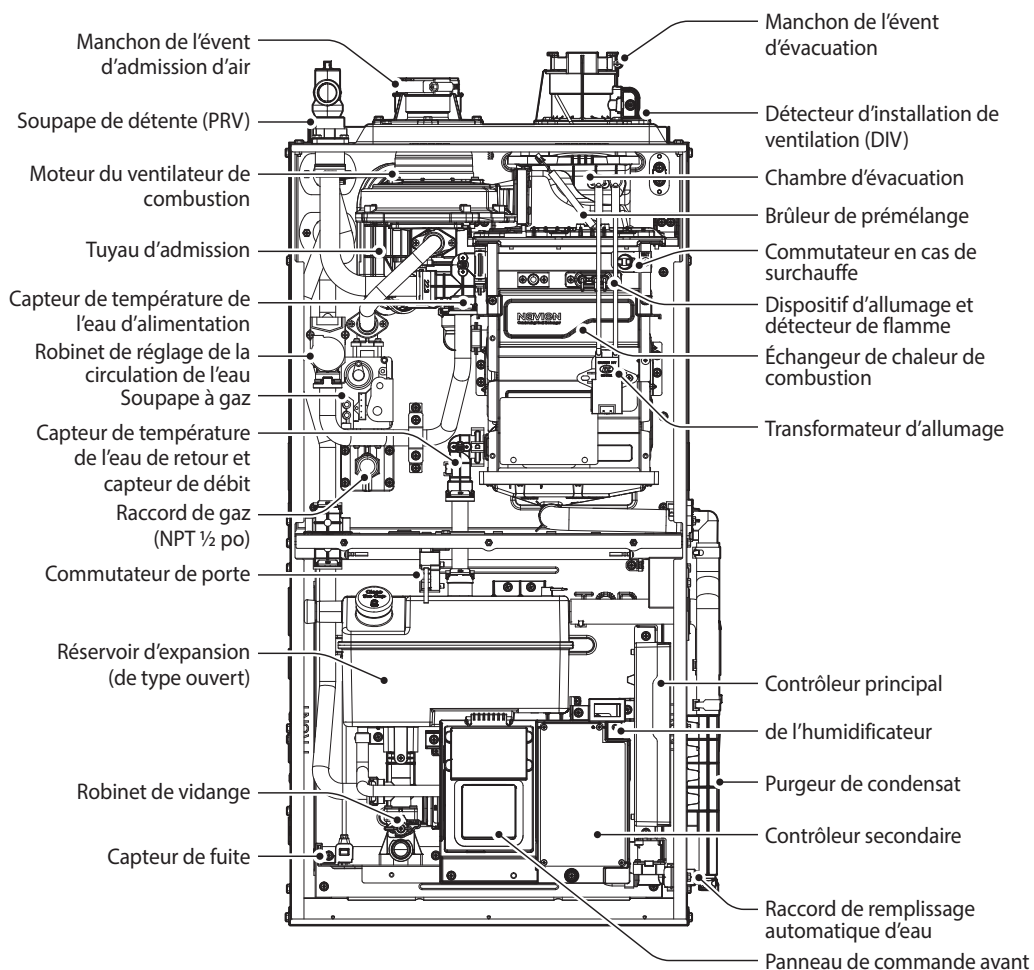 Manchon de l'évent
d'admission d'air
Soupape de détente (PRV)
Moteur du ventilateur de
combustion
Tuyau d'admission
Capteur de température de
l'eau d'alimentation
Robinet de réglage de la
circulation de l'eau
Soupape à gaz
Capteur de température
de l'eau de retour et
capteur de débit
Raccord de gaz
(NPT ½ po)
Commutateur de porte
Réservoir d'expansion
(de type ouvert)
Robinet de vidange
Capteur de fuite
Manchon de l'évent
d'évacuation
Détecteur d'installation de
ventilation (DIV)
Chambre d'évacuation
Brûleur de prémélange
Commutateur en cas de
surchauffe
Dispositif d'allumage et
détecteur de flamme
Échangeur de chaleur de
combustion
Transformateur d'allumage
Contrôleur principal
de l'humidificateur
Purgeur de condensat
Contrôleur secondaire
Raccord de remplissage
automatique d'eau
Panneau de commande avant